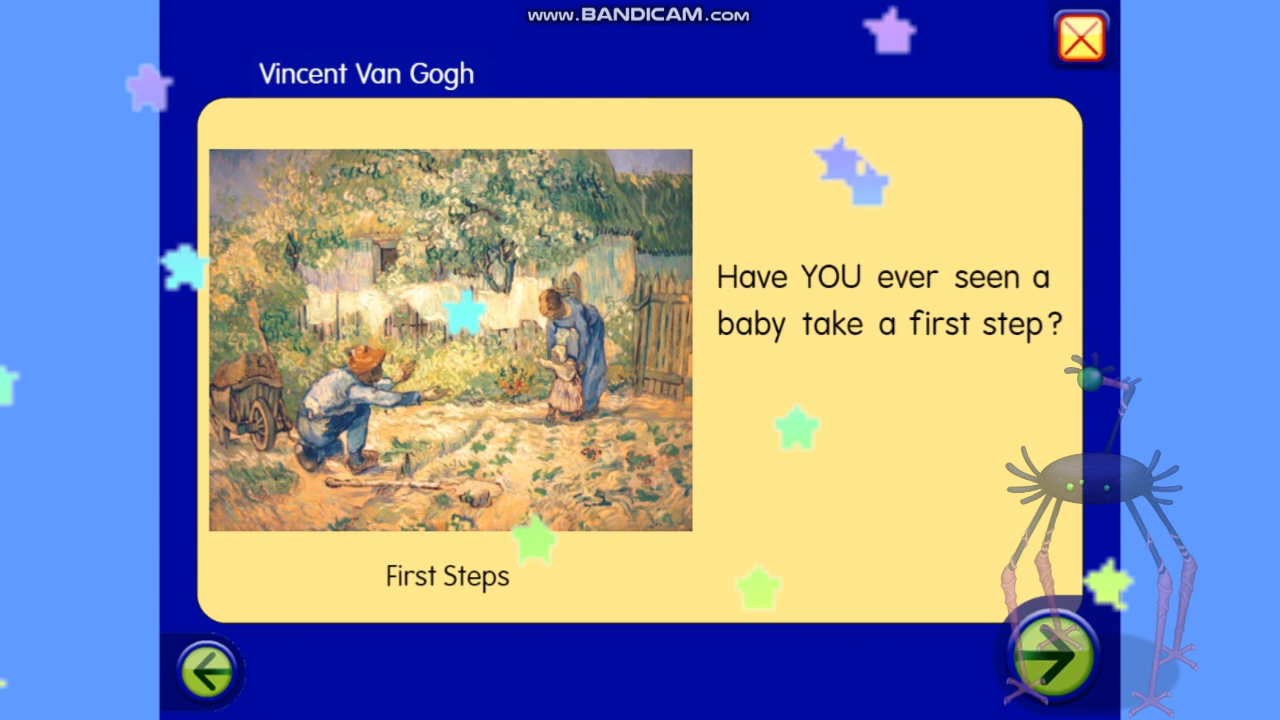 www.BANDICAM.com
Vincent Van Gogh
Have YOU ever seen a
baby take a first step?
First Steps